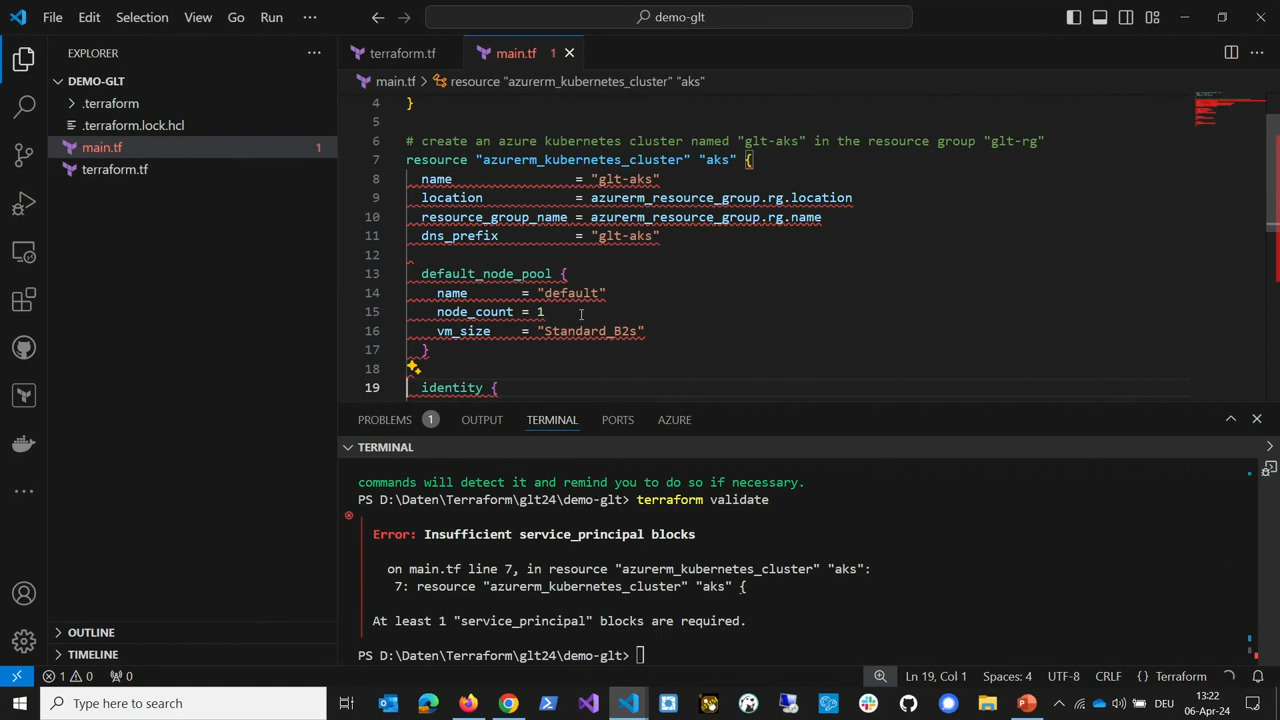 File Edit Selection View Go Run ··· demo-glt
EXPLORER ···
DEMO-GLT
.terraform
.terraform.lock.hcl
main.tf 1
terraform.tf
OUTLINE
TIMELINE
terraform.tf main.tf 1
main.tf > resource "azurerm_kubernetes_cluster" "aks"
4 }
5
6 # create an azure kubernetes cluster named "glt-aks" in the resource group "glt-rg"
7 resource "azurerm_kubernetes_cluster" "aks" {
8 name = "glt-aks"
9 location = azurerm_resource_group.rg.location
10 resource_group_name = azurerm_resource_group.rg.name
11 dns_prefix = "glt-aks"
12
13 default_node_pool {
14 name = "default"
15 node_count = 1
16 vm_size = "Standard_B2s"
17 }
18
19 identity {
PROBLEMS 1 OUTPUT TERMINAL PORTS AZURE
TERMINAL
commands will detect it and remind you to do so if necessary.
PS D:\Daten\Terraform\glt24\demo-glt> terraform validate
Error: Insufficient service_principal blocks
on main.tf line 7, in resource "azurerm_kubernetes_cluster" "aks":
7: resource "azurerm_kubernetes_cluster" "aks" {
At least 1 "service_principal" blocks are required.
PS D:\Daten\Terraform\glt24\demo-glt>
1 0 0 Ln 19, Col 1 Spaces: 4 UTF-8 CRLF {} Terraform
Type here to search DEU 13:22
06-Apr-24